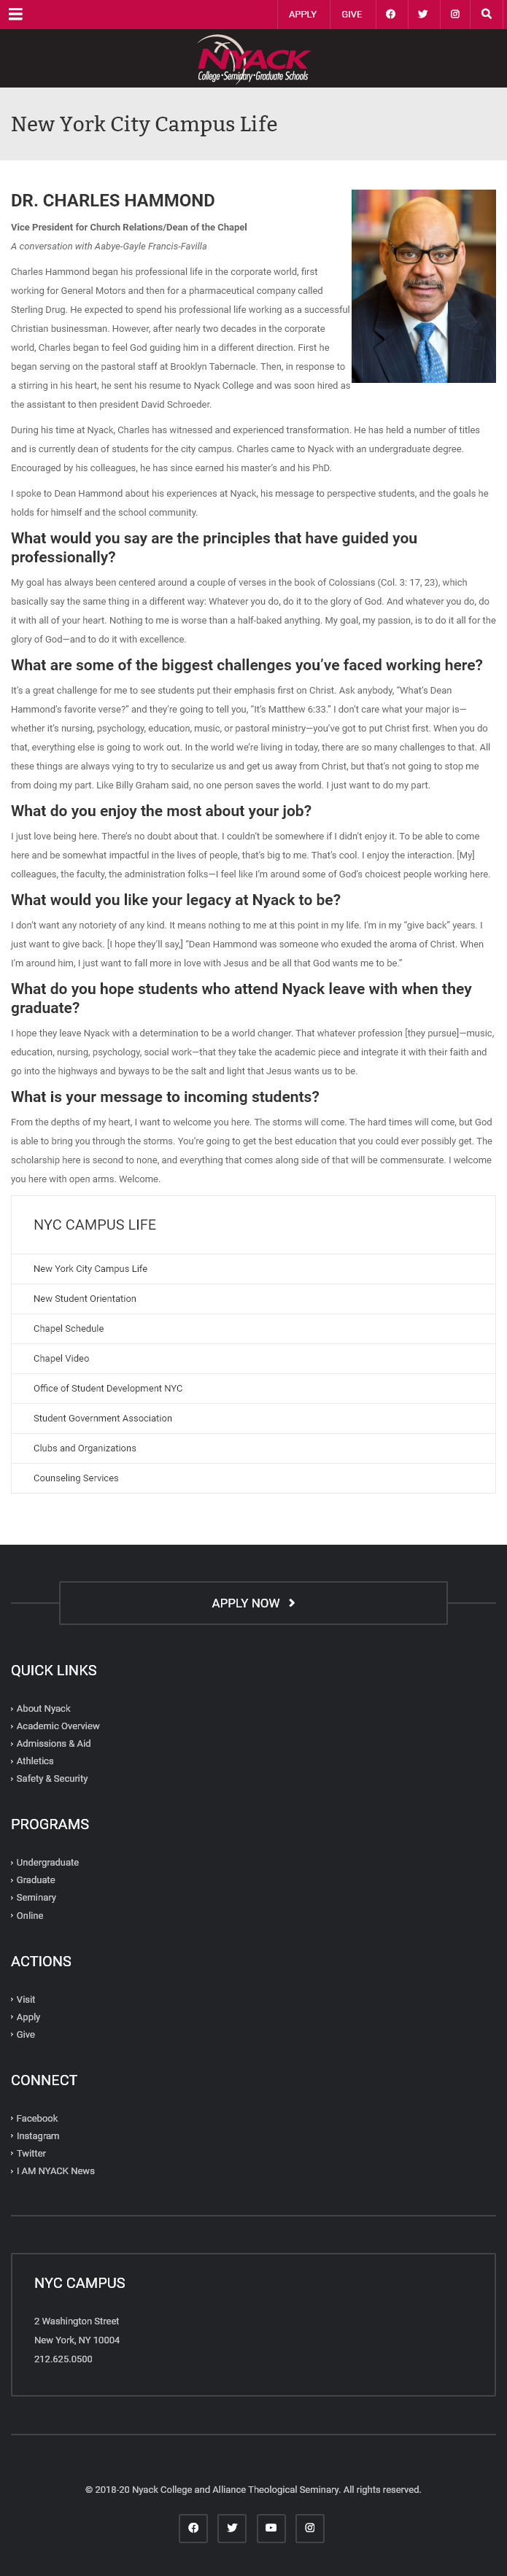 APPLY GIVE
NYACK
College · Seminary · Graduate Schools
New York City Campus Life
DR. CHARLES HAMMOND
Vice President for Church Relations/Dean of the Chapel
A conversation with Aabye-Gayle Francis-Favilla
Charles Hammond began his professional life in the corporate world, first
working for General Motors and then for a pharmaceutical company called
Sterling Drug. He expected to spend his professional life working as a successful
Christian businessman. However, after nearly two decades in the corporate
world, Charles began to feel God guiding him in a different direction. First he
began serving on the pastoral staff at Brooklyn Tabernacle. Then, in response to
a stirring in his heart, he sent his resume to Nyack College and was soon hired as
the assistant to then president David Schroeder.
During his time at Nyack, Charles has witnessed and experienced transformation. He has held a number of titles
and is currently dean of students for the city campus. Charles came to Nyack with an undergraduate degree.
Encouraged by his colleagues, he has since earned his master's and his PhD.
I spoke to Dean Hammond about his experiences at Nyack, his message to perspective students, and the goals he
holds for himself and the school community.
What would you say are the principles that have guided you
professionally?
My goal has always been centered around a couple of verses in the book of Colossians (Col. 3: 17, 23), which
basically say the same thing in a different way: Whatever you do, do it to the glory of God. And whatever you do, do
it with all of your heart. Nothing to me is worse than a half-baked anything. My goal, my passion, is to do it all for the
glory of God—and to do it with excellence.
What are some of the biggest challenges you've faced working here?
It's a great challenge for me to see students put their emphasis first on Christ. Ask anybody, "What's Dean
Hammond's favorite verse?" and they're going to tell you, "It's Matthew 6:33." I don't care what your major is—
whether it's nursing, psychology, education, music, or pastoral ministry—you've got to put Christ first. When you do
that, everything else is going to work out. In the world we're living in today, there are so many challenges to that. All
these things are always vying to try to secularize us and get us away from Christ, but that's not going to stop me
from doing my part. Like Billy Graham said, no one person saves the world. I just want to do my part.
What do you enjoy the most about your job?
I just love being here. There's no doubt about that. I couldn't be somewhere if I didn't enjoy it. To be able to come
here and be somewhat impactful in the lives of people, that's big to me. That's cool. I enjoy the interaction. [My]
colleagues, the faculty, the administration folks—I feel like I'm around some of God's choicest people working here.
What would you like your legacy at Nyack to be?
I don't want any notoriety of any kind. It means nothing to me at this point in my life. I'm in my "give back" years. I
just want to give back. [I hope they'll say,] "Dean Hammond was someone who exuded the aroma of Christ. When
I'm around him, I just want to fall more in love with Jesus and be all that God wants me to be."
What do you hope students who attend Nyack leave with when they
graduate?
I hope they leave Nyack with a determination to be a world changer. That whatever profession [they pursue]—music,
education, nursing, psychology, social work—that they take the academic piece and integrate it with their faith and
go into the highways and byways to be the salt and light that Jesus wants us to be.
What is your message to incoming students?
From the depths of my heart, I want to welcome you here. The storms will come. The hard times will come, but God
is able to bring you through the storms. You're going to get the best education that you could ever possibly get. The
scholarship here is second to none, and everything that comes along side of that will be commensurate. I welcome
you here with open arms. Welcome.
NYC CAMPUS LIFE
New York City Campus Life
New Student Orientation
Chapel Schedule
Chapel Video
Office of Student Development NYC
Student Government Association
Clubs and Organizations
Counseling Services
APPLY NOW
QUICK LINKS
About Nyack
Academic Overview
Admissions & Aid
Athletics
Safety & Security
PROGRAMS
Undergraduate
Graduate
Seminary
Online
ACTIONS
Visit
Apply
Give
CONNECT
Facebook
Instagram
Twitter
I AM NYACK News
NYC CAMPUS
2 Washington Street
New York, NY 10004
212.625.0500
© 2018-20 Nyack College and Alliance Theological Seminary. All rights reserved.